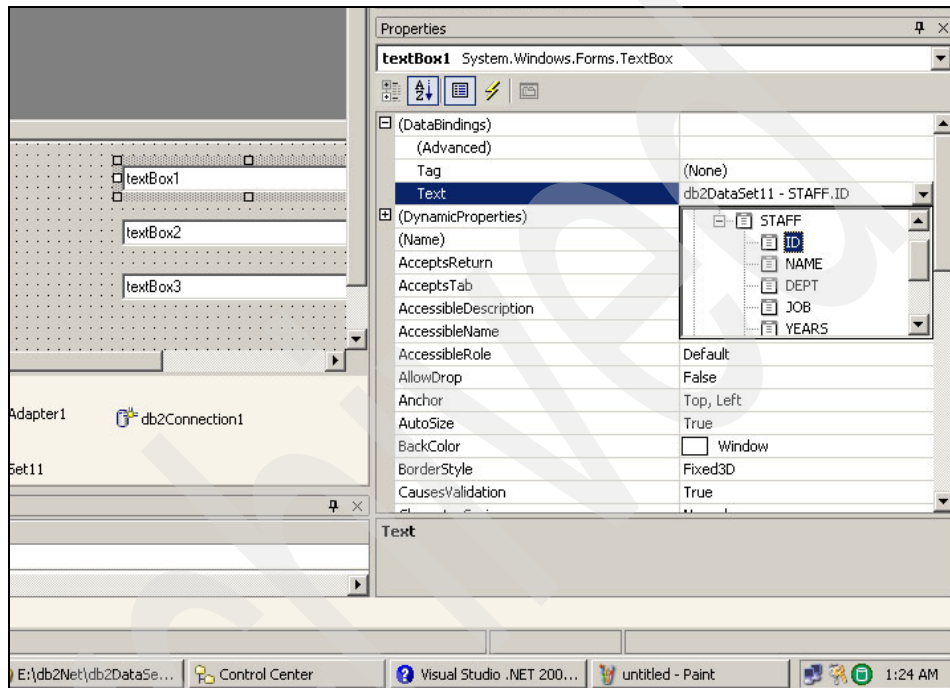 Properties
textBox1 System.Windows.Forms.TextBox
(DataBindings)
(Advanced)
Tag (None)
Text db2DataSet11 - STAFF.ID
(DynamicProperties)
(Name)
AcceptsReturn
AcceptsTab
AccessibleDescription
AccessibleName
STAFF
ID
NAME
DEPT
JOB
YEARS
AccessibleRole Default
AllowDrop False
Anchor Top, Left
AutoSize True
BackColor Window
BorderStyle Fixed3D
CausesValidation True
Text
textBox1
textBox2
textBox3
Adapter1
db2Connection1
Set11
E:\db2Net\db2DataSe...
Control Center
Visual Studio .NET 200...
untitled - Paint
1:24 AM